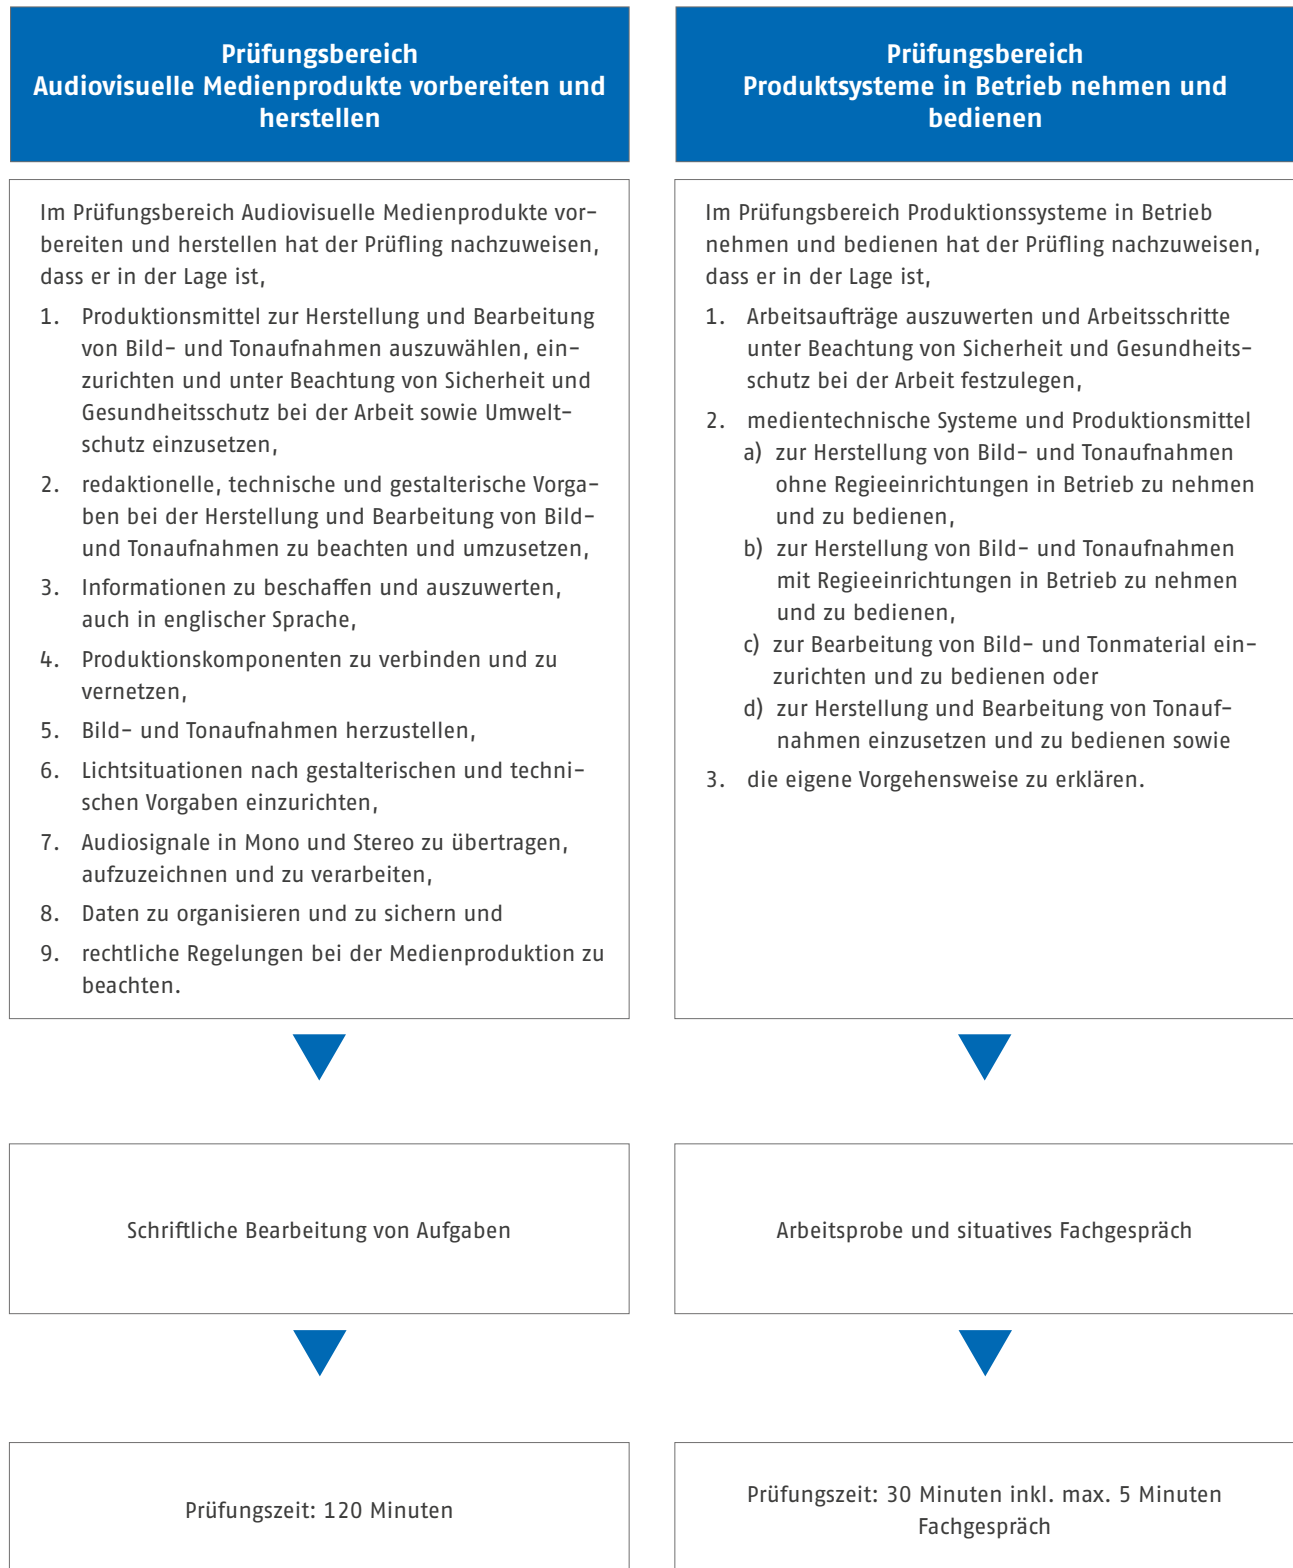 Prüfungsbereich
Audiovisuelle Medienprodukte vorbereiten und
herstellen
Im Prüfungsbereich Audiovisuelle Medienprodukte vor-
bereiten und herstellen hat der Prüfling nachzuweisen,
dass er in der Lage ist,
1. Produktionsmittel zur Herstellung und Bearbeitung
von Bild- und Tonaufnahmen auszuwählen, ein-
zurichten und unter Beachtung von Sicherheit und
Gesundheitsschutz bei der Arbeit sowie Umwelt-
schutz einzusetzen,
2. redaktionelle, technische und gestalterische Vorga-
ben bei der Herstellung und Bearbeitung von Bild-
und Tonaufnahmen zu beachten und umzusetzen,
3. Informationen zu beschaffen und auszuwerten,
auch in englischer Sprache,
4. Produktionskomponenten zu verbinden und zu
vernetzen,
5. Bild- und Tonaufnahmen herzustellen,
6. Lichtsituationen nach gestalterischen und techni-
schen Vorgaben einzurichten,
7. Audiosignale in Mono und Stereo zu übertragen,
aufzuzeichnen und zu verarbeiten,
8. Daten zu organisieren und zu sichern und
9. rechtliche Regelungen bei der Medienproduktion zu
beachten.
Schriftliche Bearbeitung von Aufgaben
Prüfungszeit: 120 Minuten
Prüfungsbereich
Produktsysteme in Betrieb nehmen und
bedienen
Im Prüfungsbereich Produktionssysteme in Betrieb
nehmen und bedienen hat der Prüfling nachzuweisen,
dass er in der Lage ist,
1. Arbeitsaufträge auszuwerten und Arbeitsschritte
unter Beachtung von Sicherheit und Gesundheits-
schutz bei der Arbeit festzulegen,
2. medientechnische Systeme und Produktionsmittel
a) zur Herstellung von Bild- und Tonaufnahmen
ohne Regieeinrichtungen in Betrieb zu nehmen
und zu bedienen,
b) zur Herstellung von Bild- und Tonaufnahmen
mit Regieeinrichtungen in Betrieb zu nehmen
und zu bedienen,
c) zur Bearbeitung von Bild- und Tonmaterial ein-
zurichten und zu bedienen oder
d) zur Herstellung und Bearbeitung von Tonauf-
nahmen einzusetzen und zu bedienen sowie
3. die eigene Vorgehensweise zu erklären.
Arbeitsprobe und situatives Fachgespräch
Prüfungszeit: 30 Minuten inkl. max. 5 Minuten
Fachgespräch